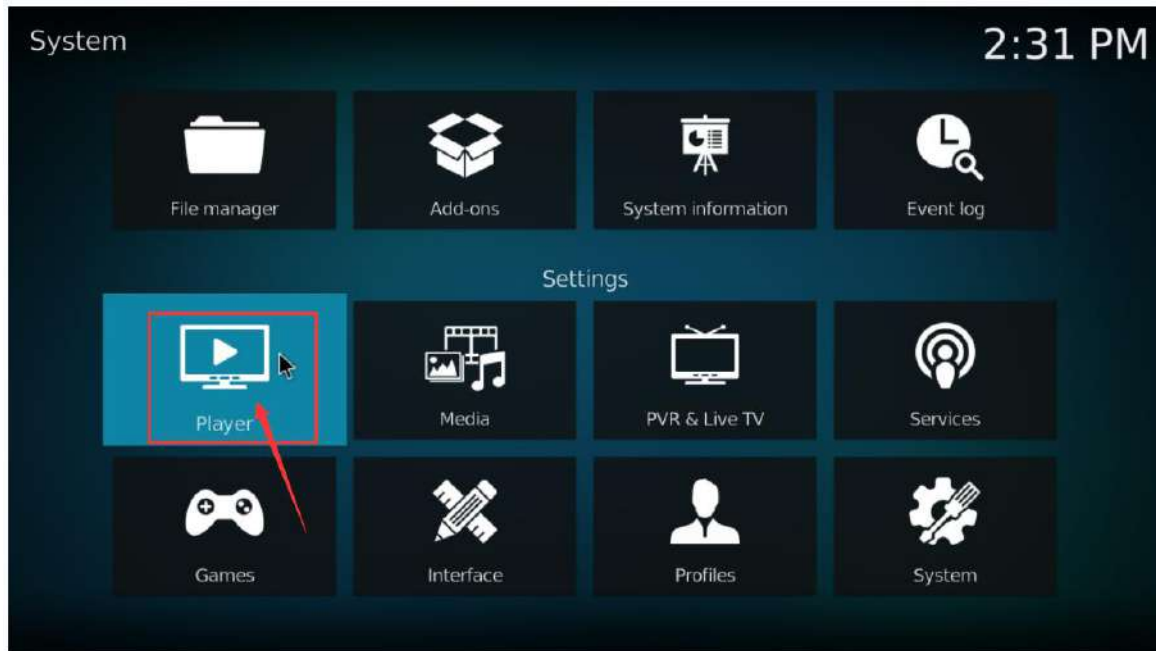 System
2:31 PM
File manager
Add-ons
System information
Event log
Settings
Player
Media
PVR & Live TV
Services
Games
Interface
Profiles
System